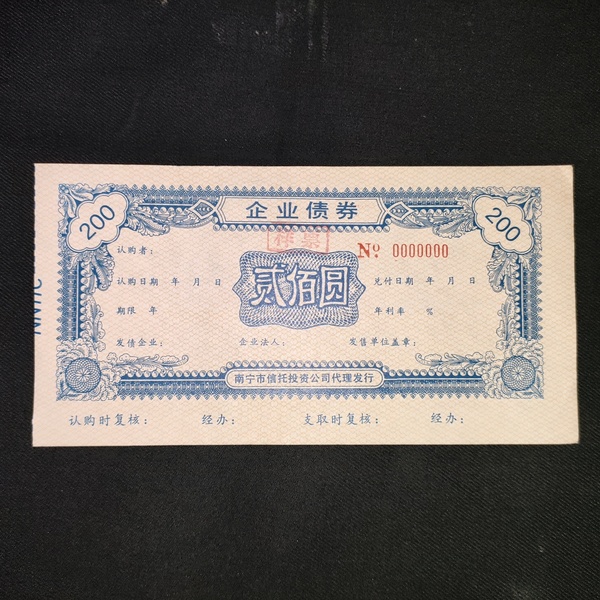 企业债券
200
200
样票
No. 0000000
认购者：
认购日期 年 月 日
兑付日期 年 月 日
贰佰圆
期限 年
年利率 %
发债企业：
企业法人：
发售单位盖章：
南宁市信托投资公司代理发行
认购时复核： 经办： 支取时复核： 经办：